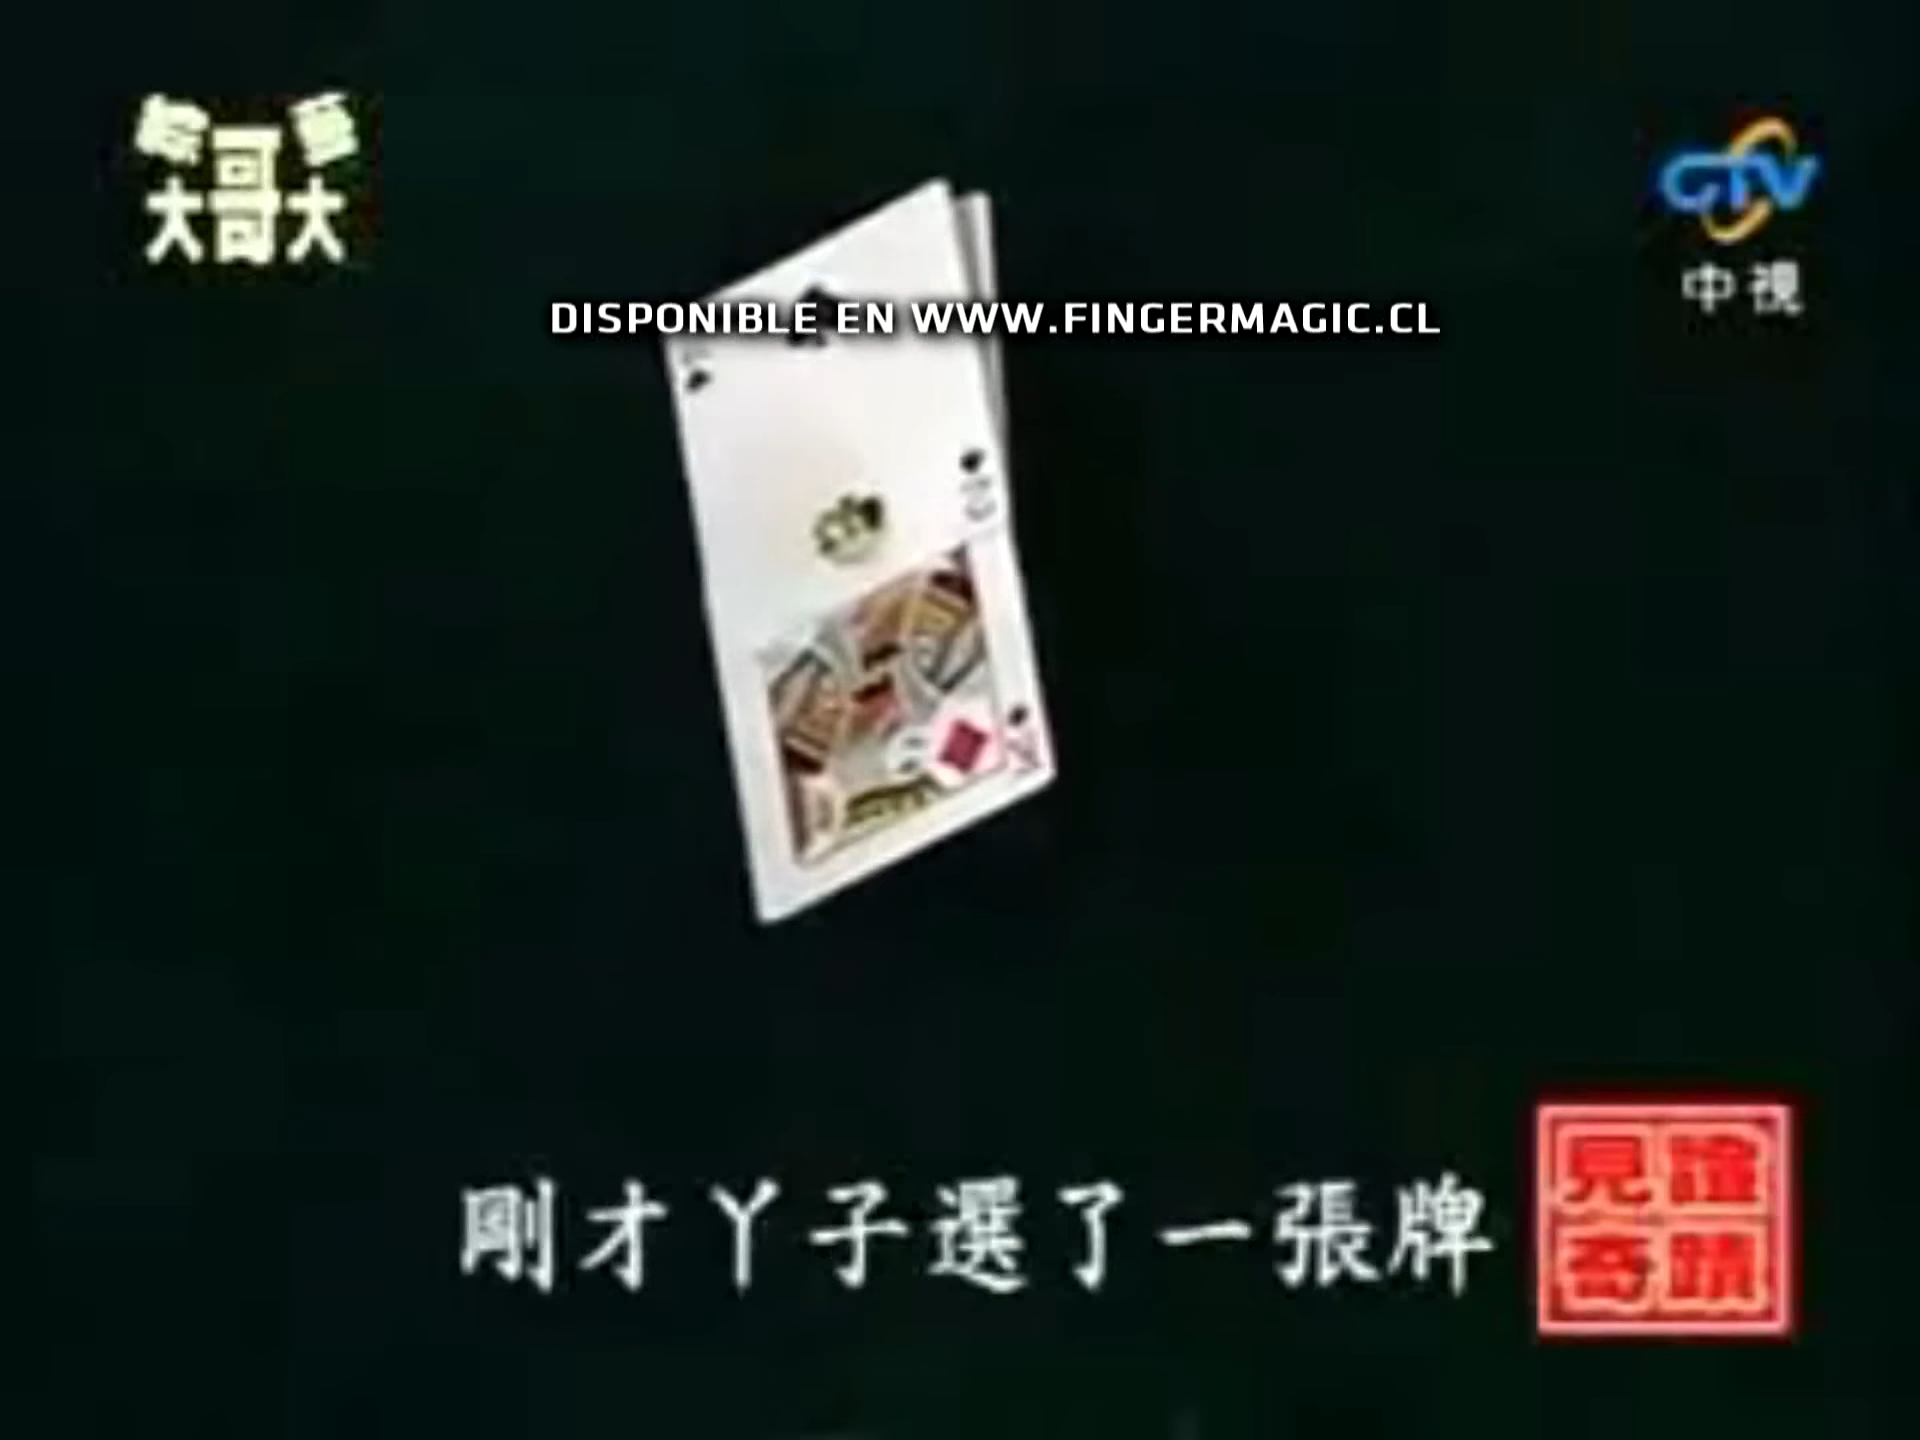 綜藝
大哥大
CTV
中視
DISPONIBLE EN WWW.FINGERMAGIC.CL
剛才丫子選了一張牌
見證
奇蹟